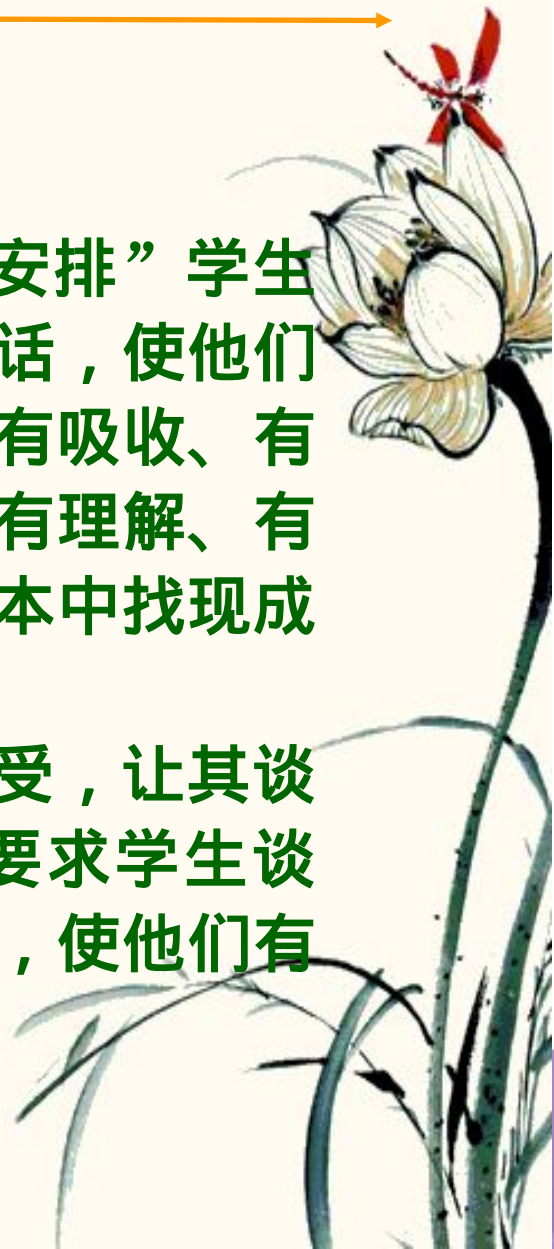 安排”学生
话，使他们
有吸收、有
有理解、有
本中找现成
受，让其谈
要求学生谈
，使他们有